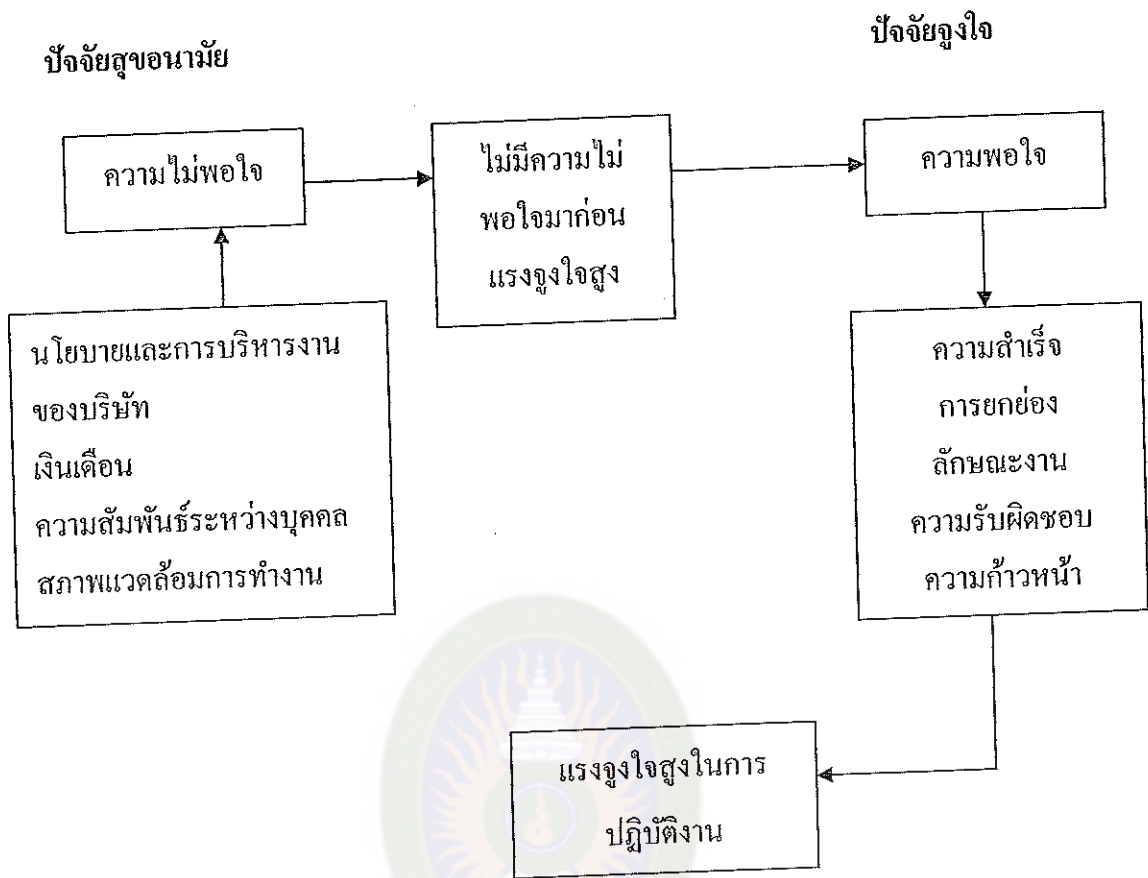 ปัจจัยสุขอนามัย
ปัจจัยจูงใจ
ความไม่พอใจ
ไม่มีความไม่
พอใจมาก่อน
แรงจูงใจสูง
ความพอใจ
นโยบายและการบริหารงาน
ของบริษัท
เงินเดือน
ความสัมพันธ์ระหว่างบุคคล
สภาพแวดล้อมการทำงาน
ความสำเร็จ
การยกย่อง
ลักษณะงาน
ความรับผิดชอบ
ความก้าวหน้า
แรงจูงใจสูงในการ
ปฏิบัติงาน